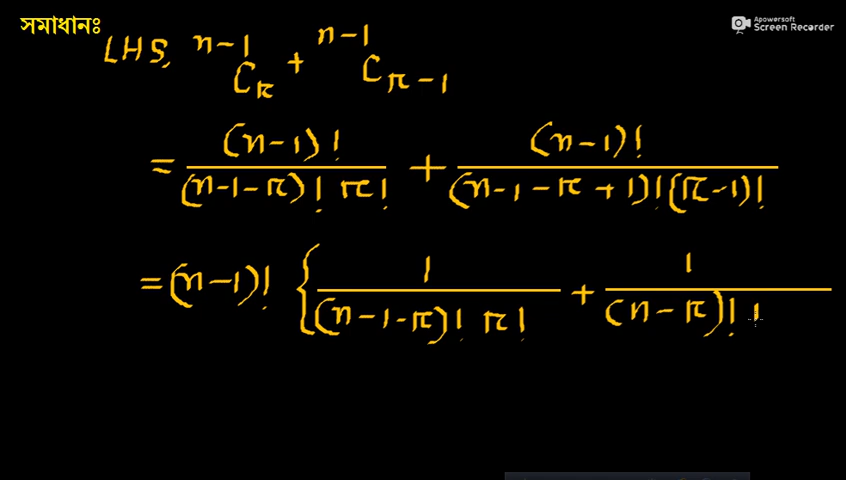 সমাধানঃ
Apowersoft
Screen Recorder
LHS, ⁿ⁻¹Cᵣ + ⁿ⁻¹Cᵣ₋₁
= (n-1)! / (n-1-r)! r! + (n-1)! / (n-1-r+1)! (r-1)!
= (n-1)! { 1 / (n-1-r)! r! + 1 / (n-r)!